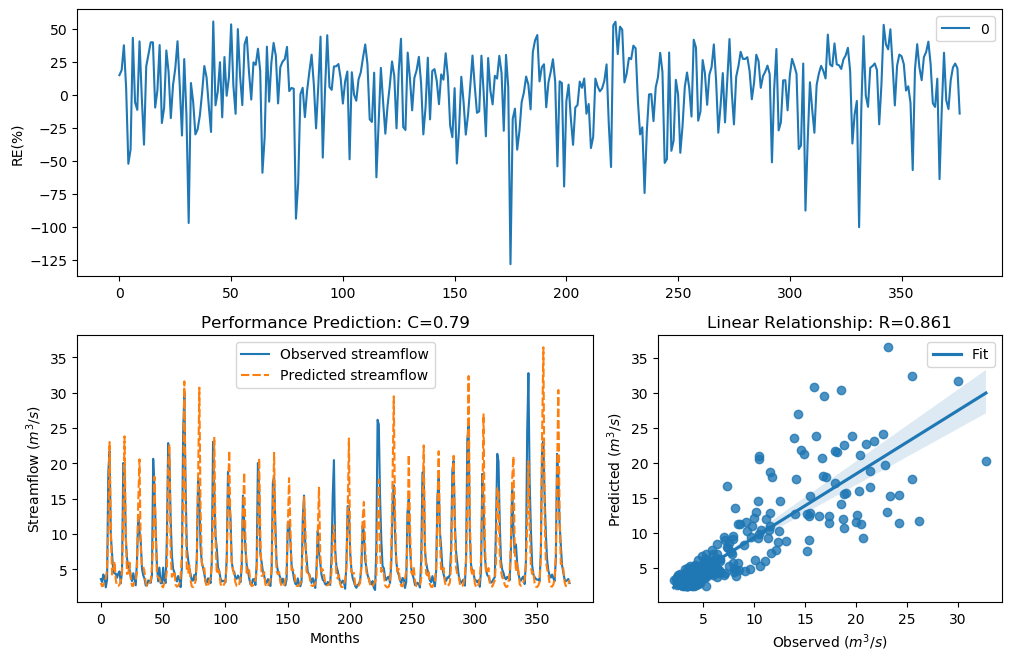 50
25
0
−25
−50
−75
−100
−125
RE(%)
0
0 50 100 150 200 250 300 350
Performance Prediction: C=0.79
35
30
25
20
15
10
5
Streamflow (m³/s)
Observed streamflow
Predicted streamflow
0 50 100 150 200 250 300 350
Months
Linear Relationship: R=0.861
35
30
25
20
15
10
5
Predicted (m³/s)
Fit
5 10 15 20 25 30
Observed (m³/s)